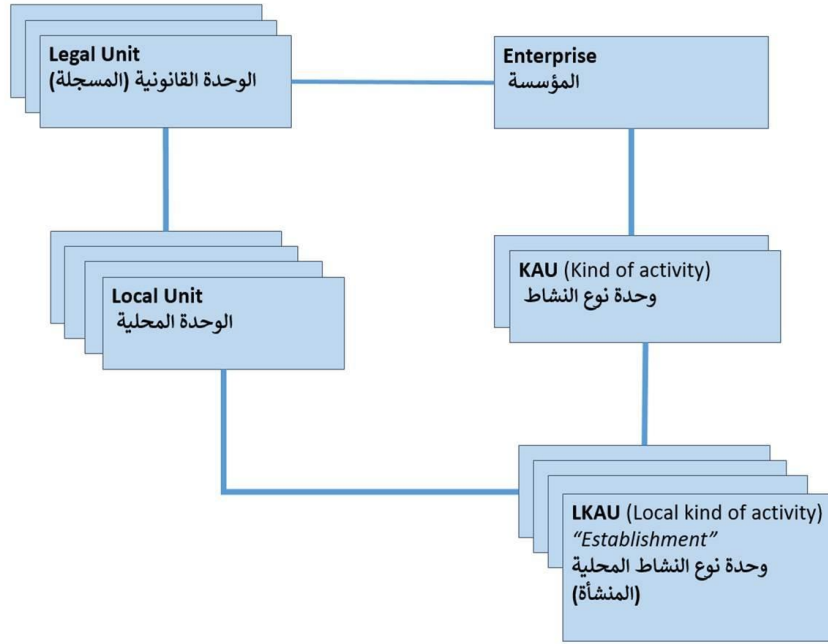 Legal Unit
الوحدة القانونية (المسجلة)
Enterprise
المؤسسة
Local Unit
الوحدة المحلية
KAU (Kind of activity)
وحدة نوع النشاط
LKAU (Local kind of activity)
“Establishment”
وحدة نوع النشاط المحلية
(المنشأة)